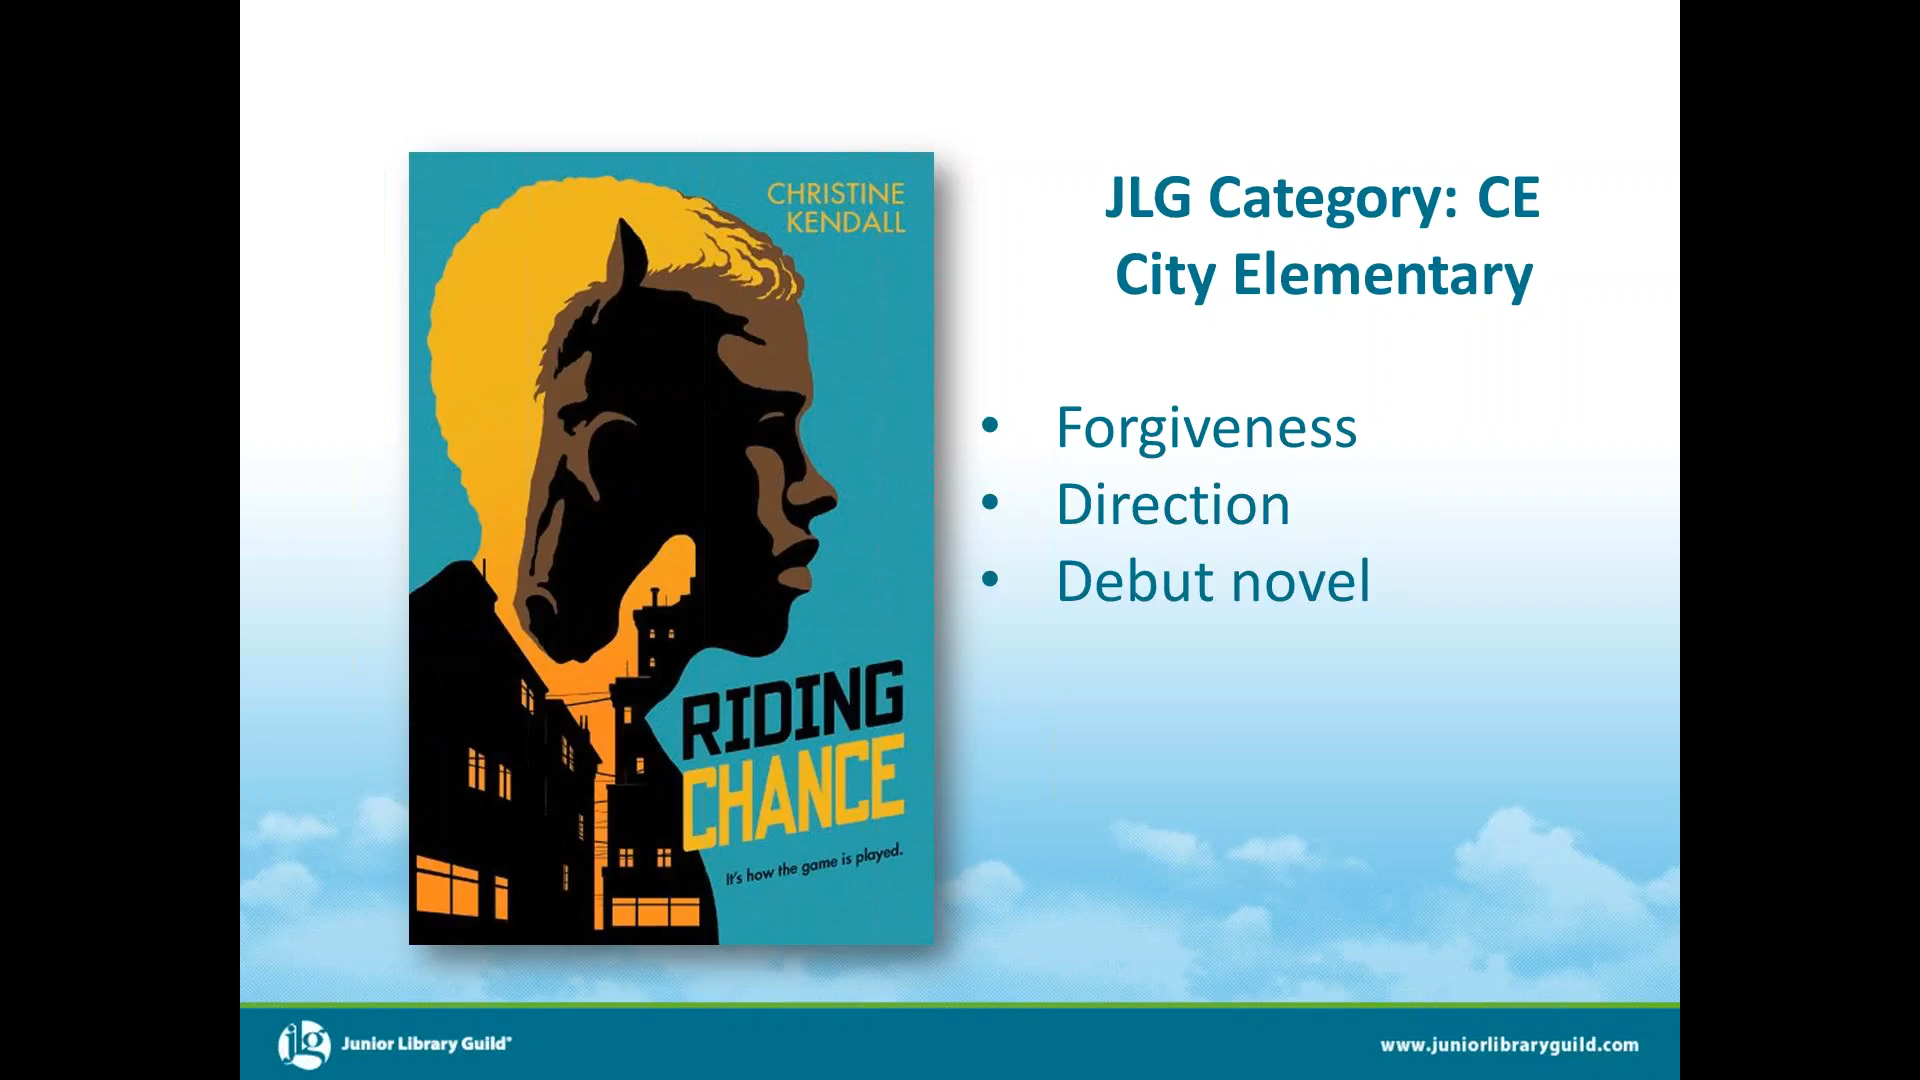 CHRISTINE
KENDALL
RIDING
CHANCE
It's how the game is played.
JLG Category: CE
City Elementary
• Forgiveness
• Direction
• Debut novel
jlg Junior Library Guild®
www.juniorlibraryguild.com